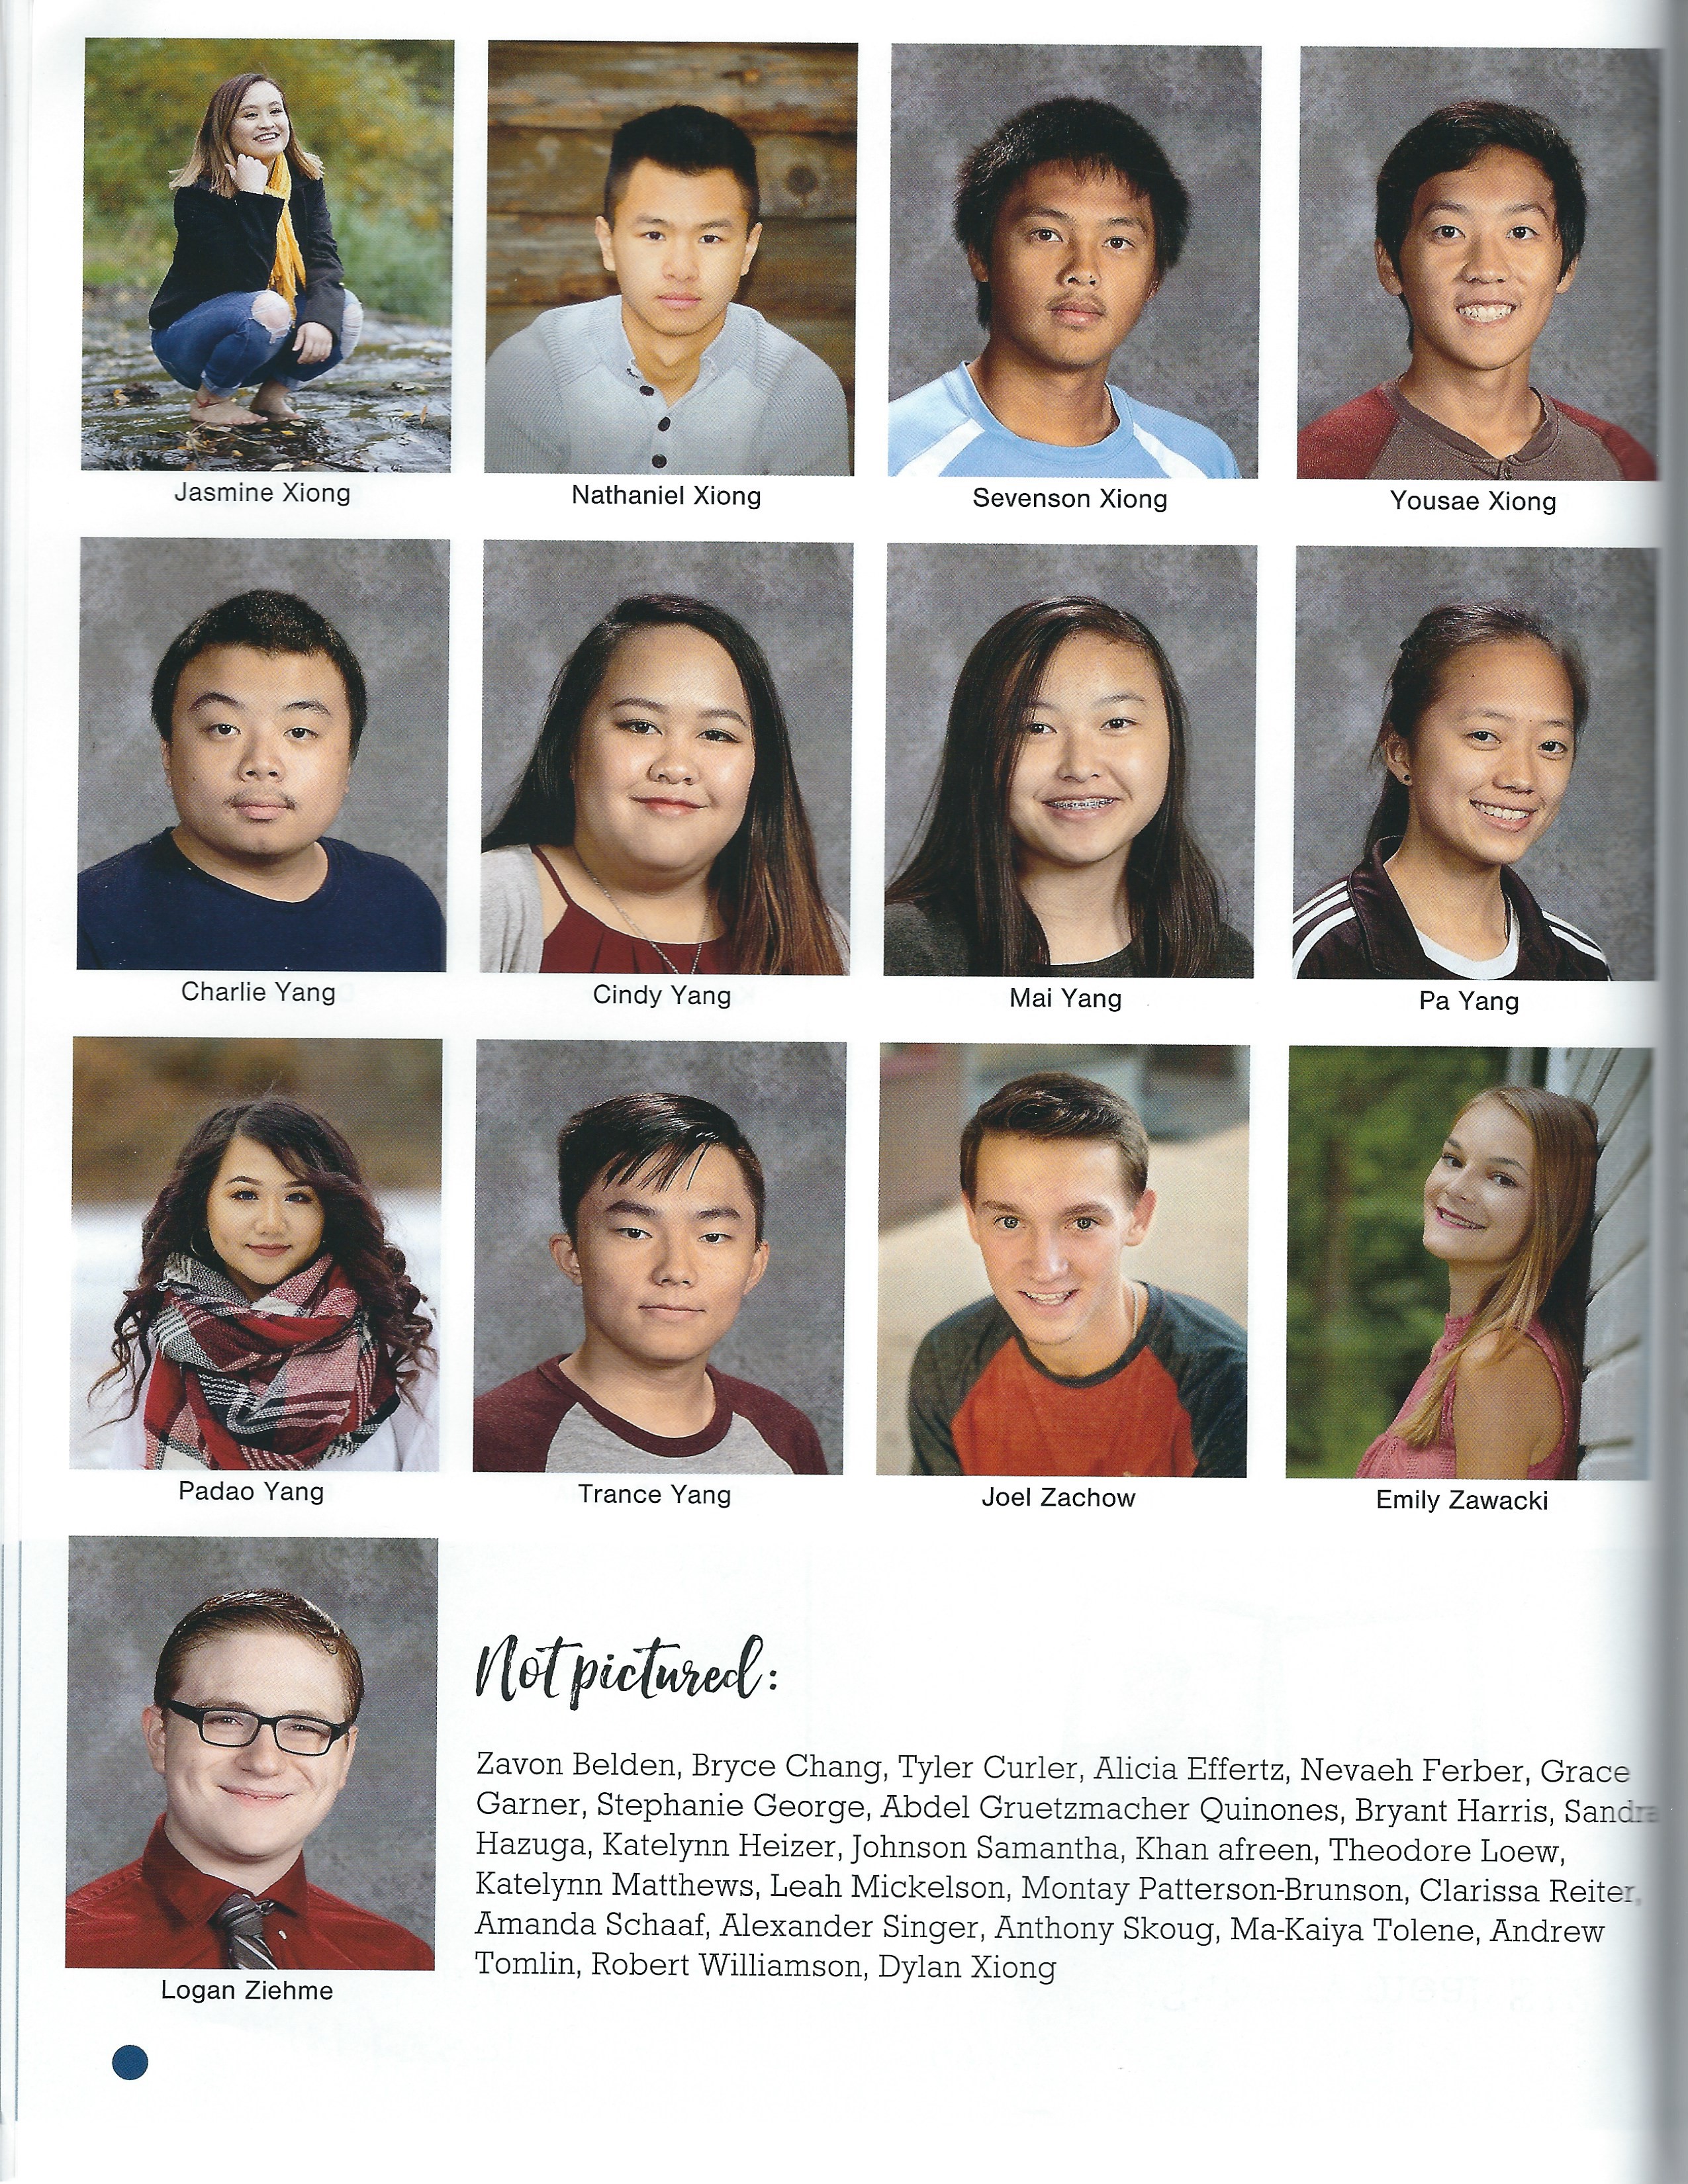 Jasmine Xiong
Nathaniel Xiong
Sevenson Xiong
Yousae Xiong
Charlie Yang
Cindy Yang
Mai Yang
Pa Yang
Padao Yang
Trance Yang
Joel Zachow
Emily Zawacki
Logan Ziehme
Not pictured:
Zavon Belden, Bryce Chang, Tyler Curler, Alicia Effertz, Nevaeh Ferber, Grace
Garner, Stephanie George, Abdel Gruetzmacher Quinones, Bryant Harris, Sandra
Hazuga, Katelynn Heizer, Johnson Samantha, Khan afreen, Theodore Loew,
Katelynn Matthews, Leah Mickelson, Montay Patterson-Brunson, Clarissa Reiter,
Amanda Schaaf, Alexander Singer, Anthony Skoug, Ma-Kaiya Tolene, Andrew
Tomlin, Robert Williamson, Dylan Xiong